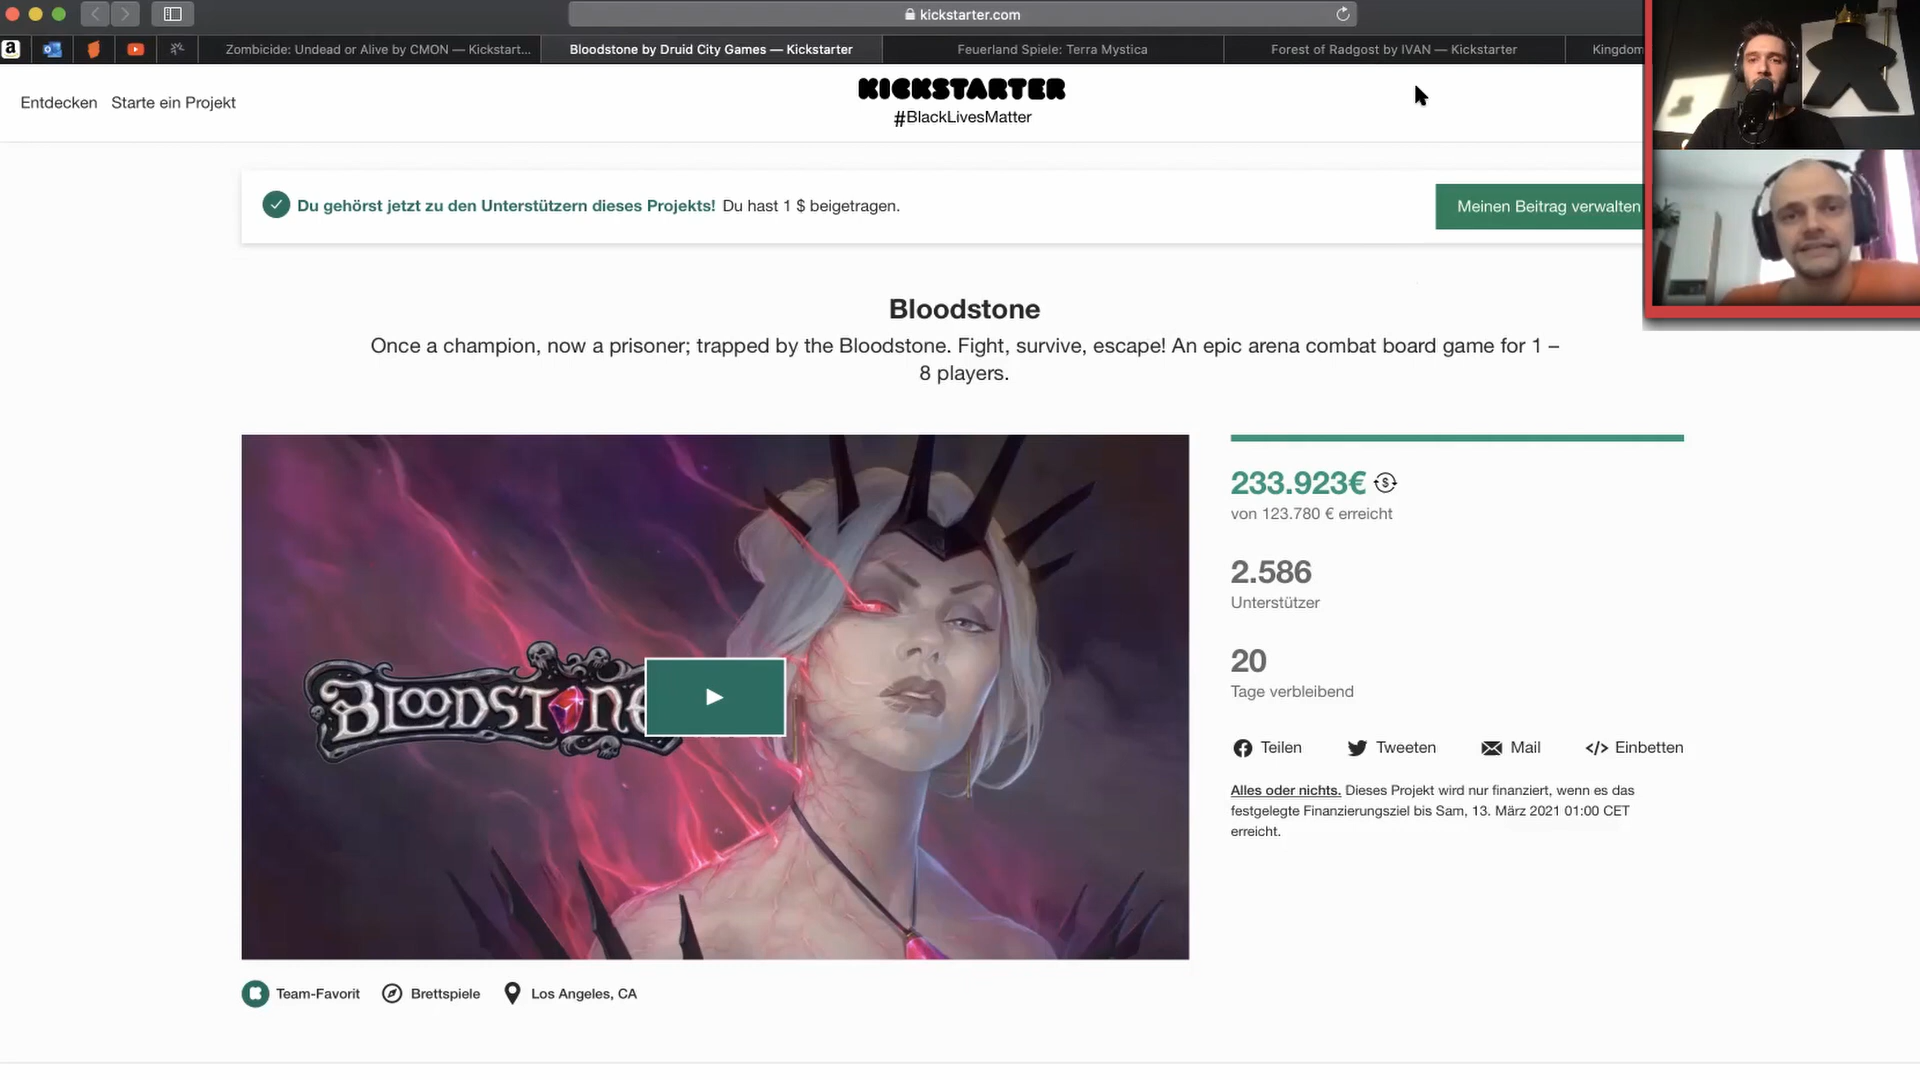 kickstarter.com
Zombicide: Undead or Alive by CMON — Kickstart...
Bloodstone by Druid City Games — Kickstarter
Feuerland Spiele: Terra Mystica
Forest of Radgost by IVAN — Kickstarter
Kingdom
Entdecken
Starte ein Projekt
KICKSTARTER
#BlackLivesMatter
Du gehörst jetzt zu den Unterstützern dieses Projekts! Du hast 1 $ beigetragen.
Meinen Beitrag verwalten
Bloodstone
Once a champion, now a prisoner; trapped by the Bloodstone. Fight, survive, escape! An epic arena combat board game for 1 –
8 players.
BLOODSTONE
233.923€
von 123.780 € erreicht
2.586
Unterstützer
20
Tage verbleibend
Teilen
Tweeten
Mail
</> Einbetten
Alles oder nichts. Dieses Projekt wird nur finanziert, wenn es das
festgelegte Finanzierungsziel bis Sam, 13. März 2021 01:00 CET
erreicht.
Team-Favorit
Brettspiele
Los Angeles, CA